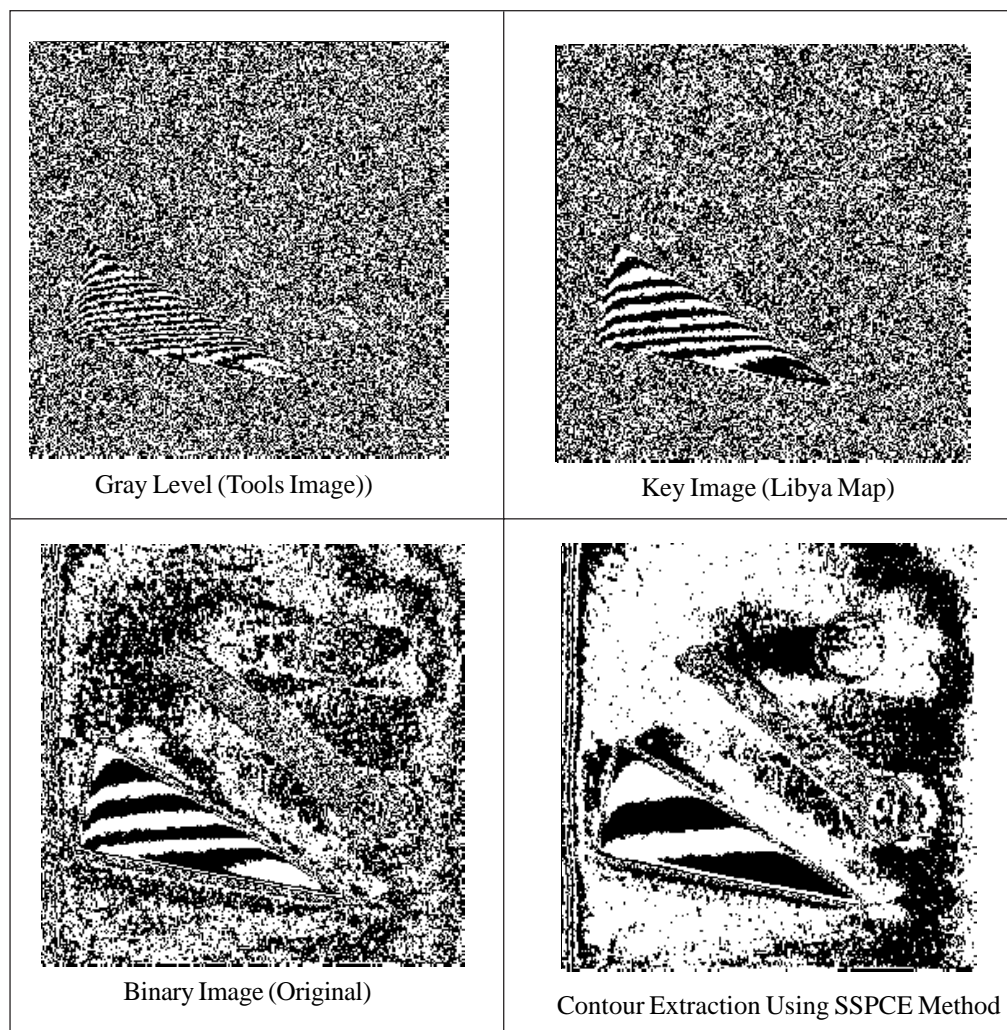 Gray Level (Tools Image))
Key Image (Libya Map)
Binary Image (Original)
Contour Extraction Using SSPCE Method